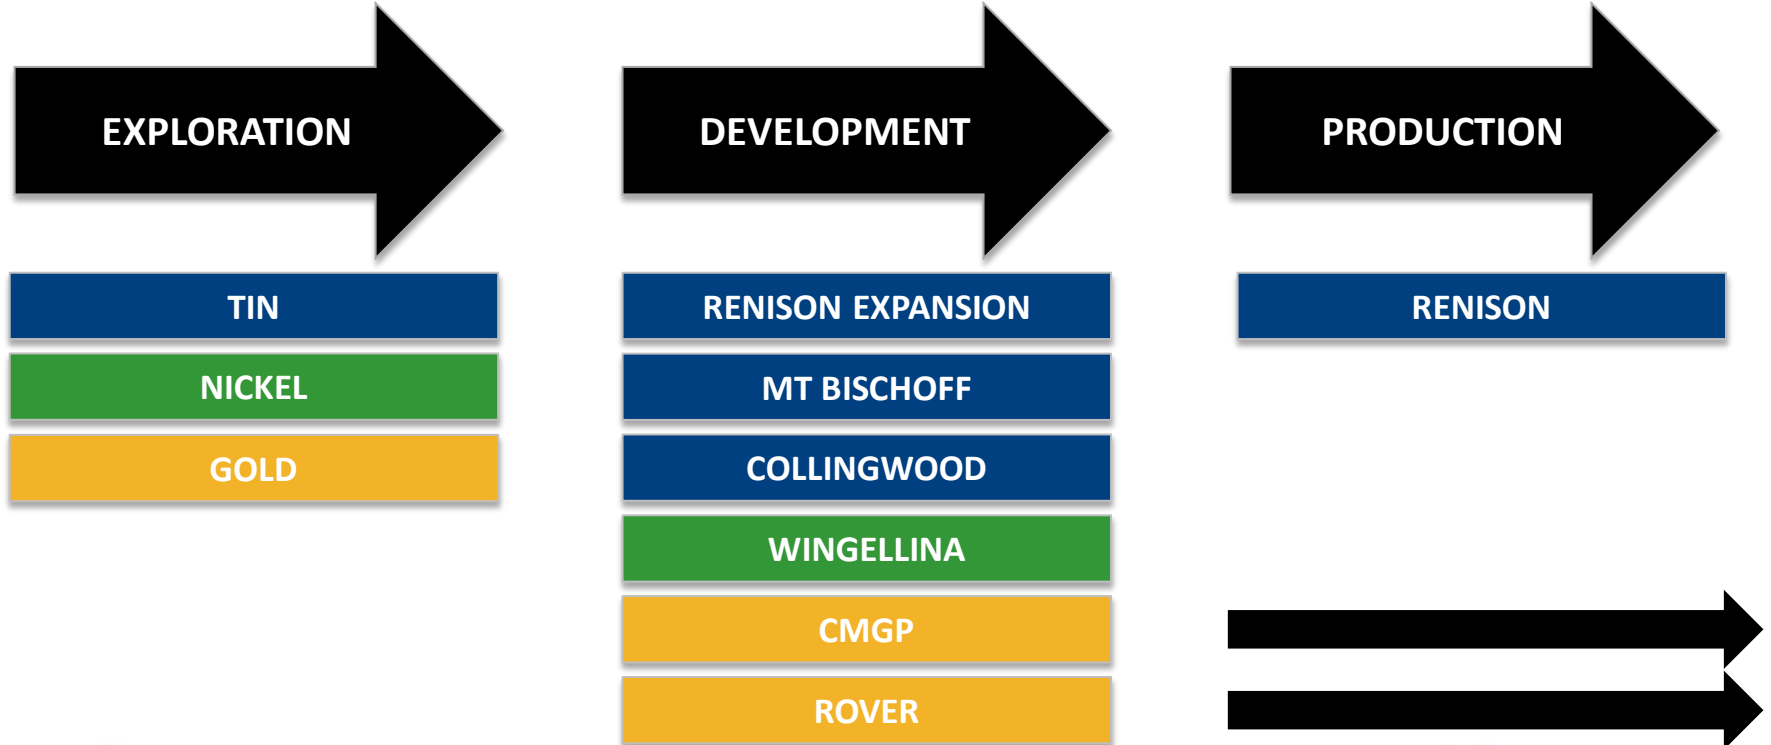 EXPLORATION
DEVELOPMENT
PRODUCTION
TIN
RENISON EXPANSION
RENISON
NICKEL
MT BISCHOFF
GOLD
COLLINGWOOD
WINGELLINA
CMGP
ROVER